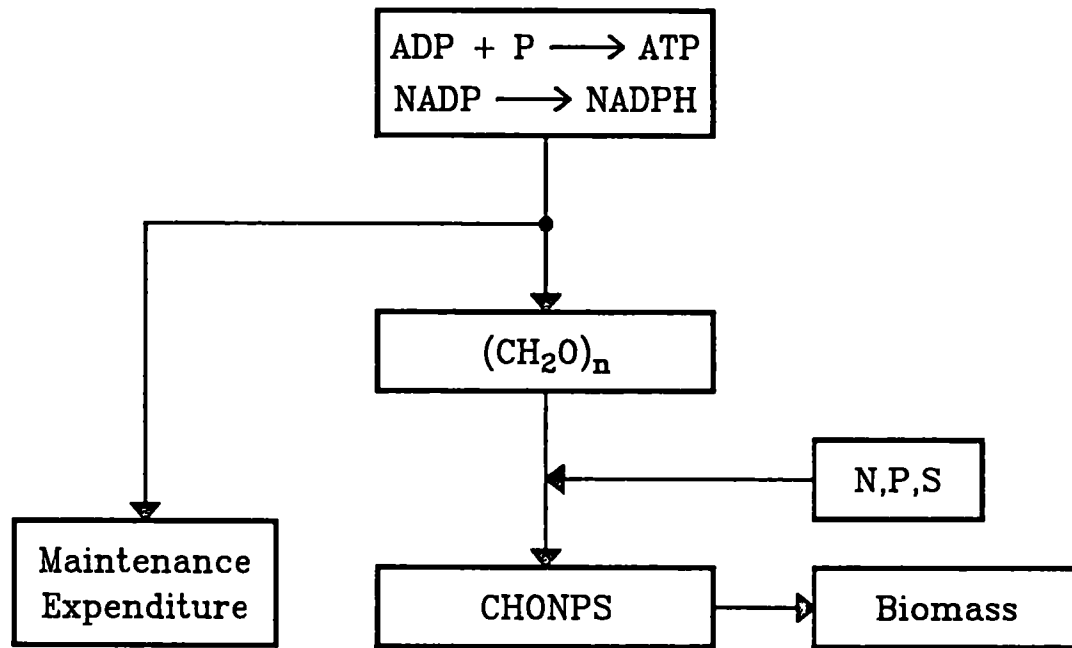 ADP + P ⟶ ATP
NADP ⟶ NADPH
(CH₂O)ₙ
N,P,S
Maintenance
Expenditure
CHONPS
Biomass